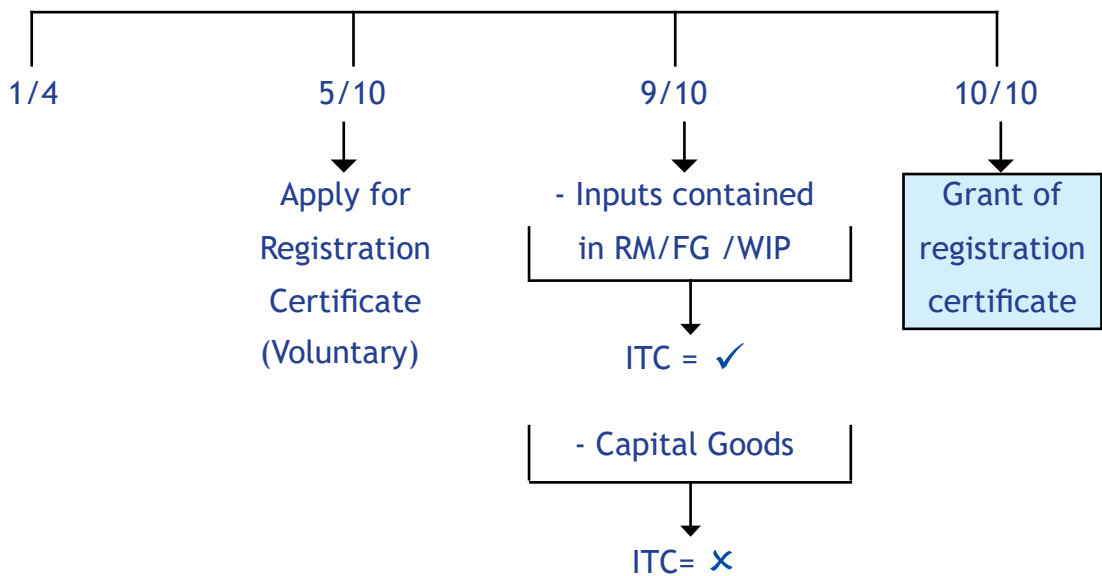 1/4
5/10
9/10
10/10
Apply for
Registration
Certificate
(Voluntary)
- Inputs contained
in RM/FG /WIP
ITC = ✓
- Capital Goods
ITC= ✗
Grant of
registration
certificate